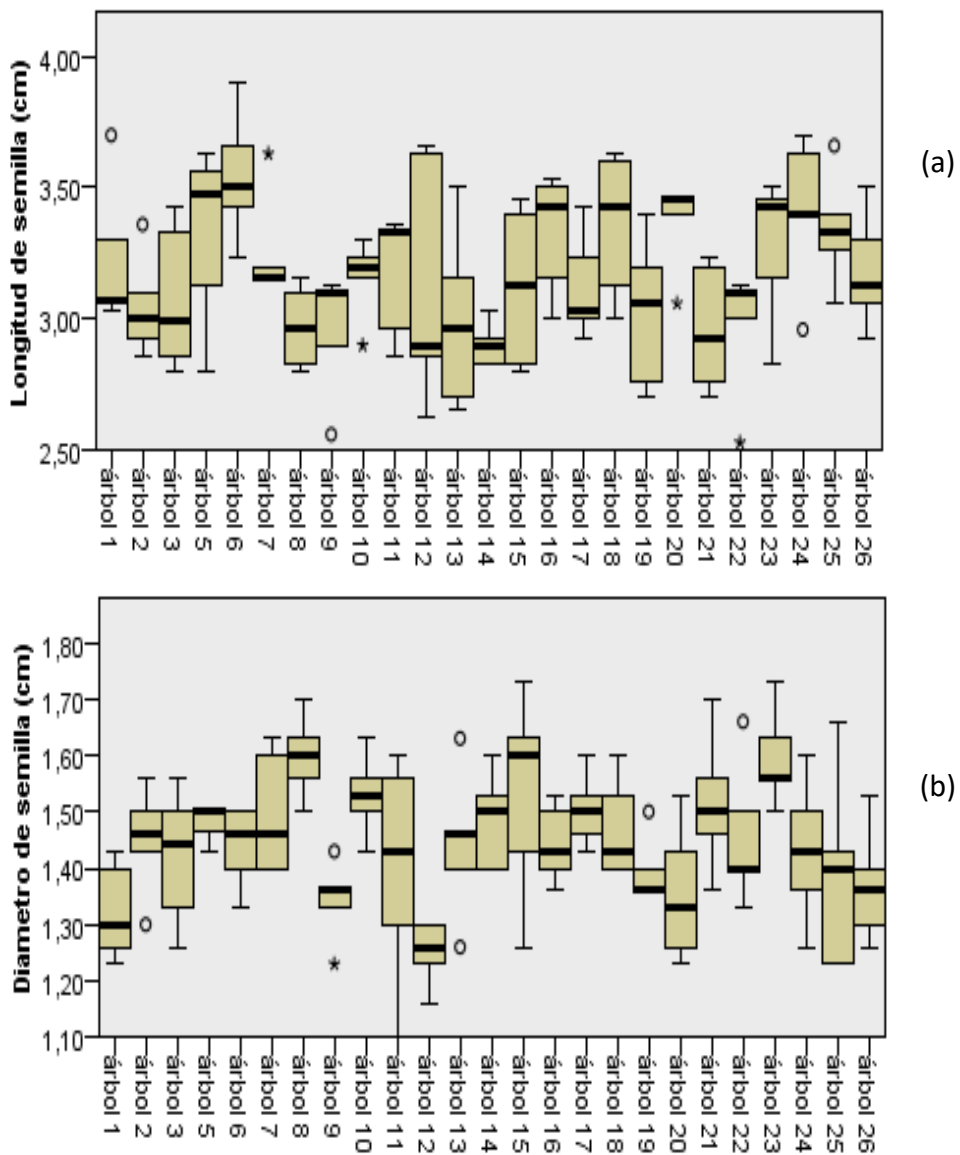 Longitud de semilla (cm)
4,00
3,50
3,00
2,50
árbol 1
árbol 2
árbol 3
árbol 5
árbol 6
árbol 7
árbol 8
árbol 9
árbol 10
árbol 11
árbol 12
árbol 13
árbol 14
árbol 15
árbol 16
árbol 17
árbol 18
árbol 19
árbol 20
árbol 21
árbol 22
árbol 23
árbol 24
árbol 25
árbol 26
(a)
Diametro de semilla (cm)
1,80
1,70
1,60
1,50
1,40
1,30
1,20
1,10
árbol 1
árbol 2
árbol 3
árbol 5
árbol 6
árbol 7
árbol 8
árbol 9
árbol 10
árbol 11
árbol 12
árbol 13
árbol 14
árbol 15
árbol 16
árbol 17
árbol 18
árbol 19
árbol 20
árbol 21
árbol 22
árbol 23
árbol 24
árbol 25
árbol 26
(b)